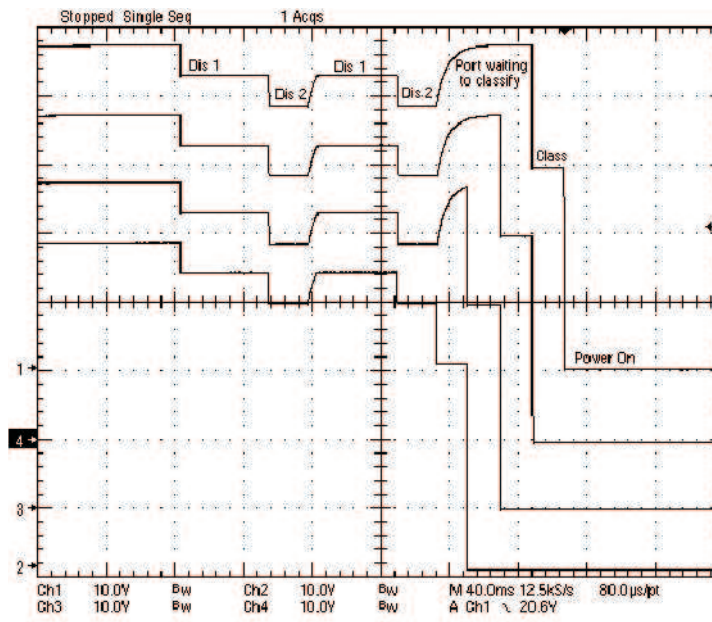 Stopped Single Seq 1 Acqs
Dis 1 Dis 2 Dis 1 Dis.2
Port waiting
to classify
Class
Power On
1
4
3
2
Ch1 10.0V Bw Ch2 10.0V Bw M 40.0ms 12.5kS/s 80.0µs/pt
Ch3 10.0V Bw Ch4 10.0V Bw A Ch1 ∖ 20.6V